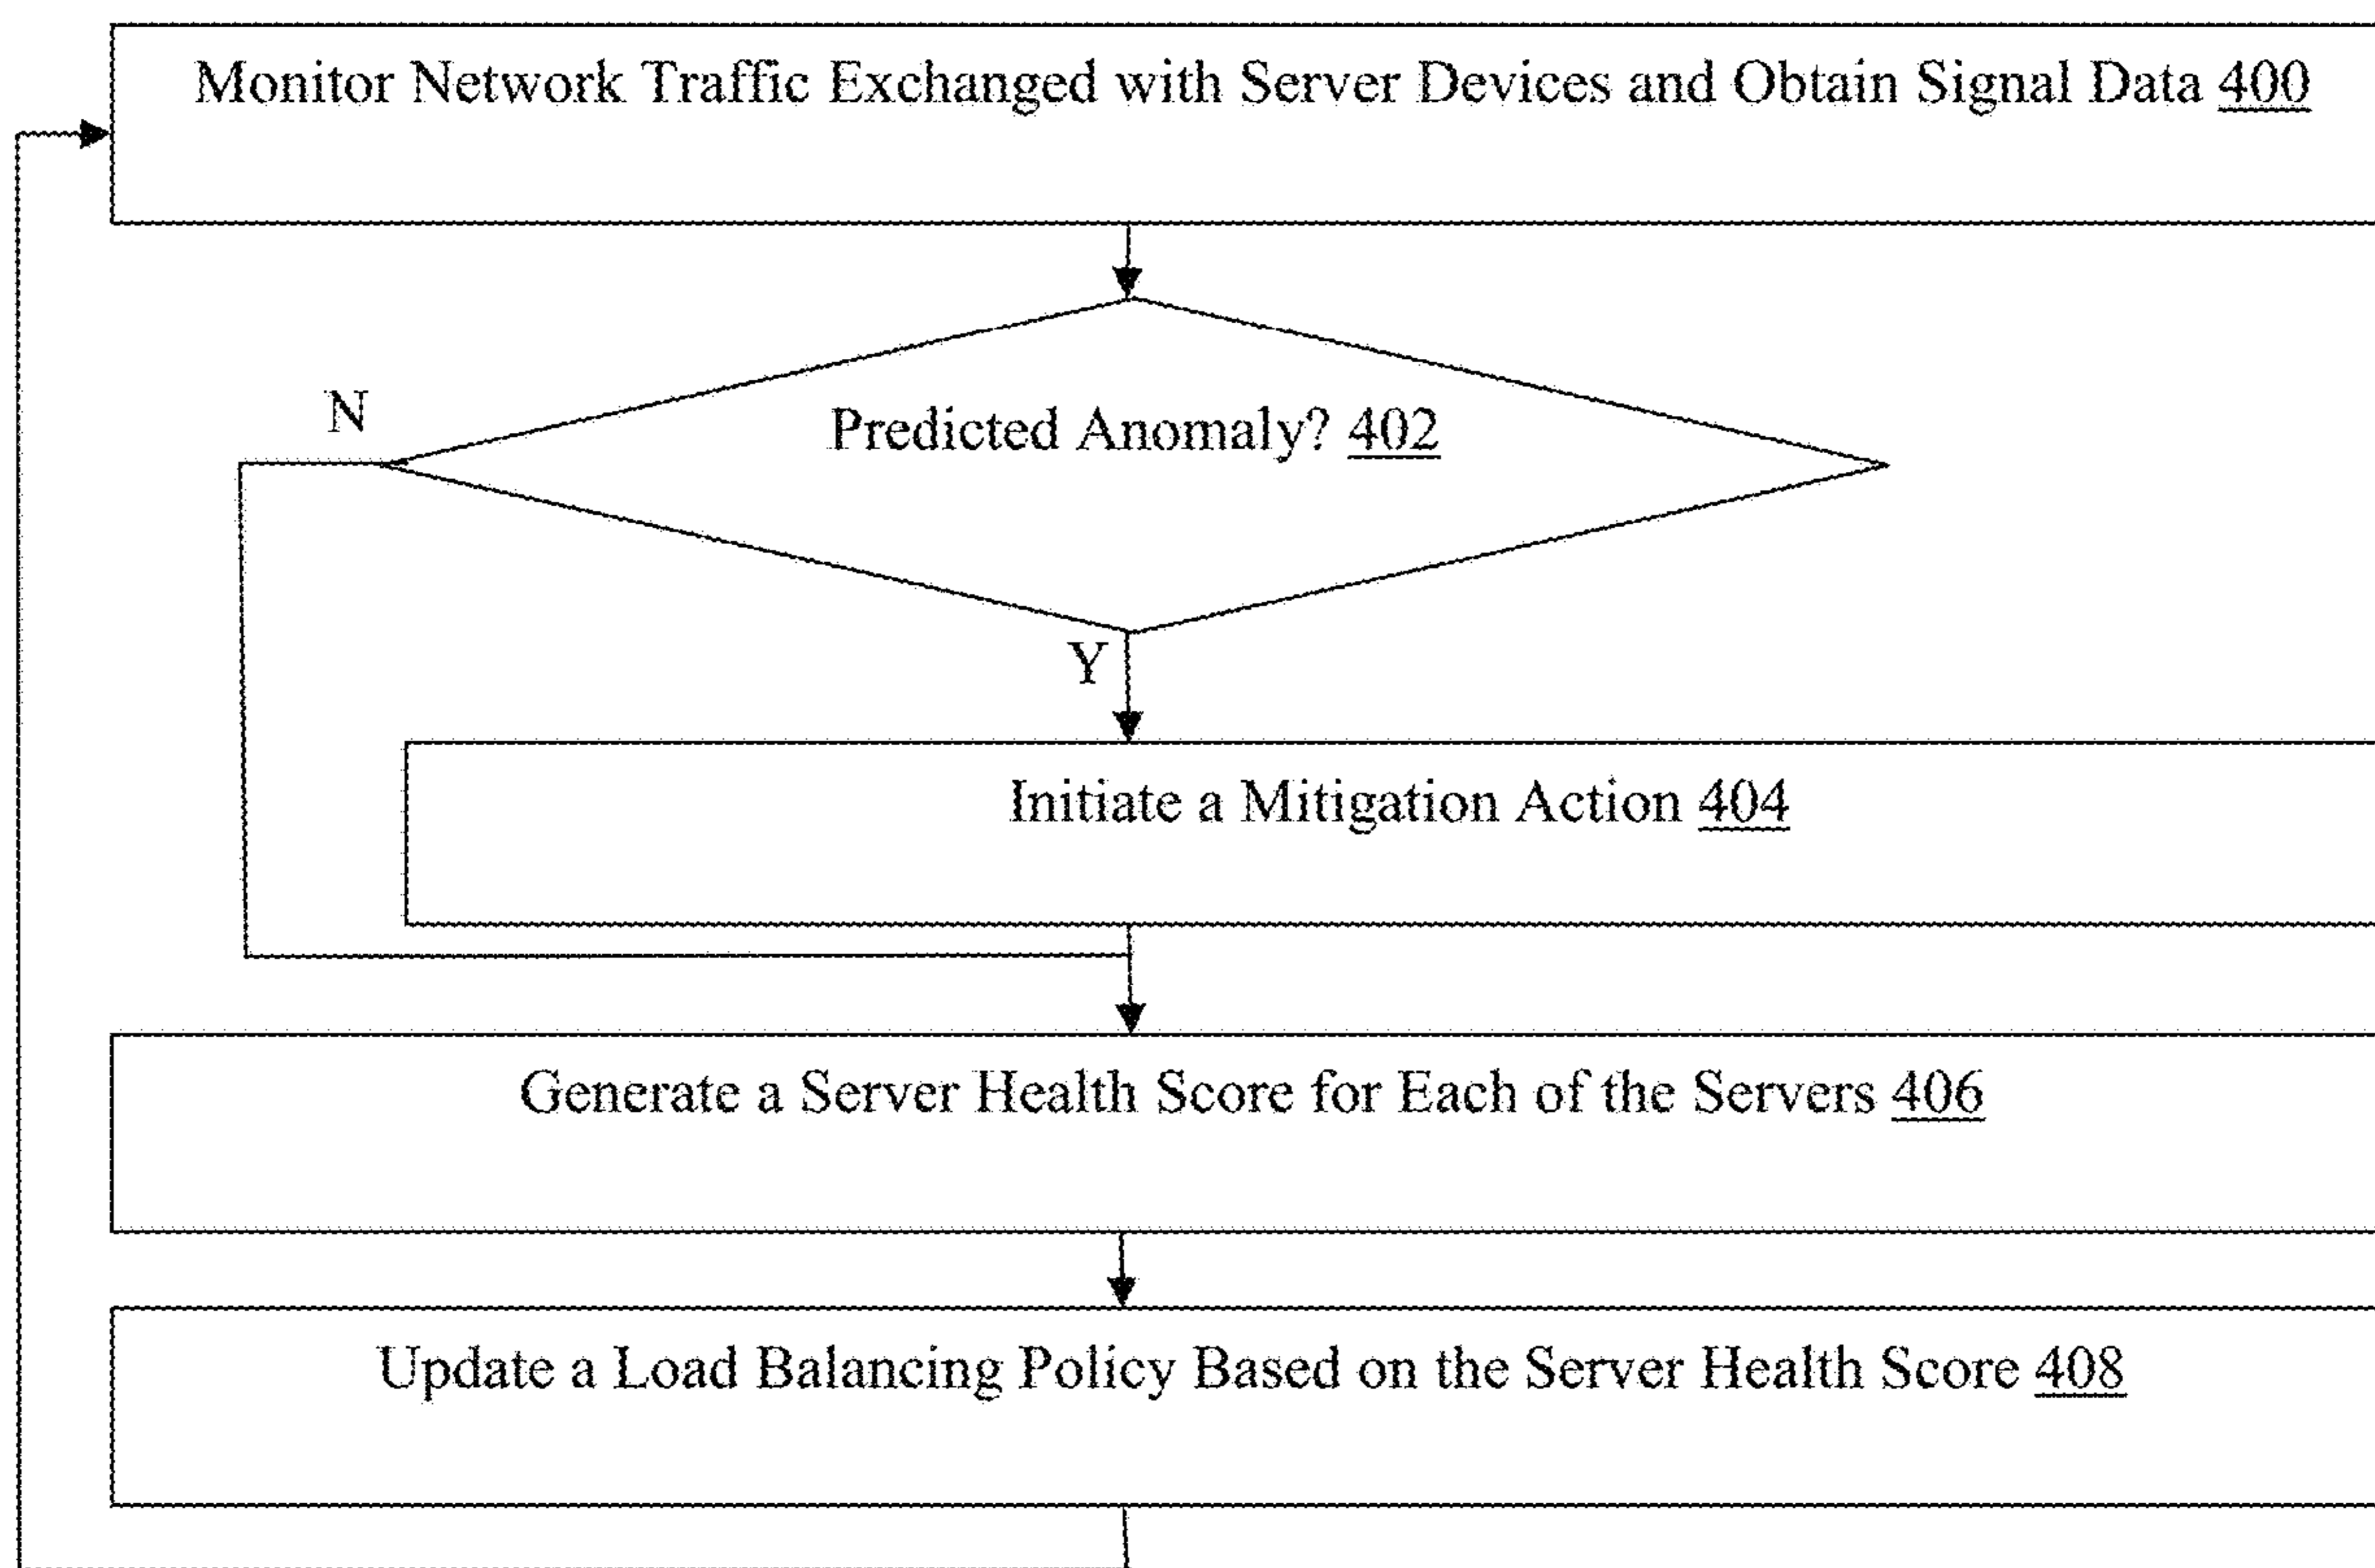 Monitor Network Traffic Exchanged with Server Devices and Obtain Signal Data 400
N
Predicted Anomaly? 402
Y
Initiate a Mitigation Action 404
Generate a Server Health Score for Each of the Servers 406
Update a Load Balancing Policy Based on the Server Health Score 408